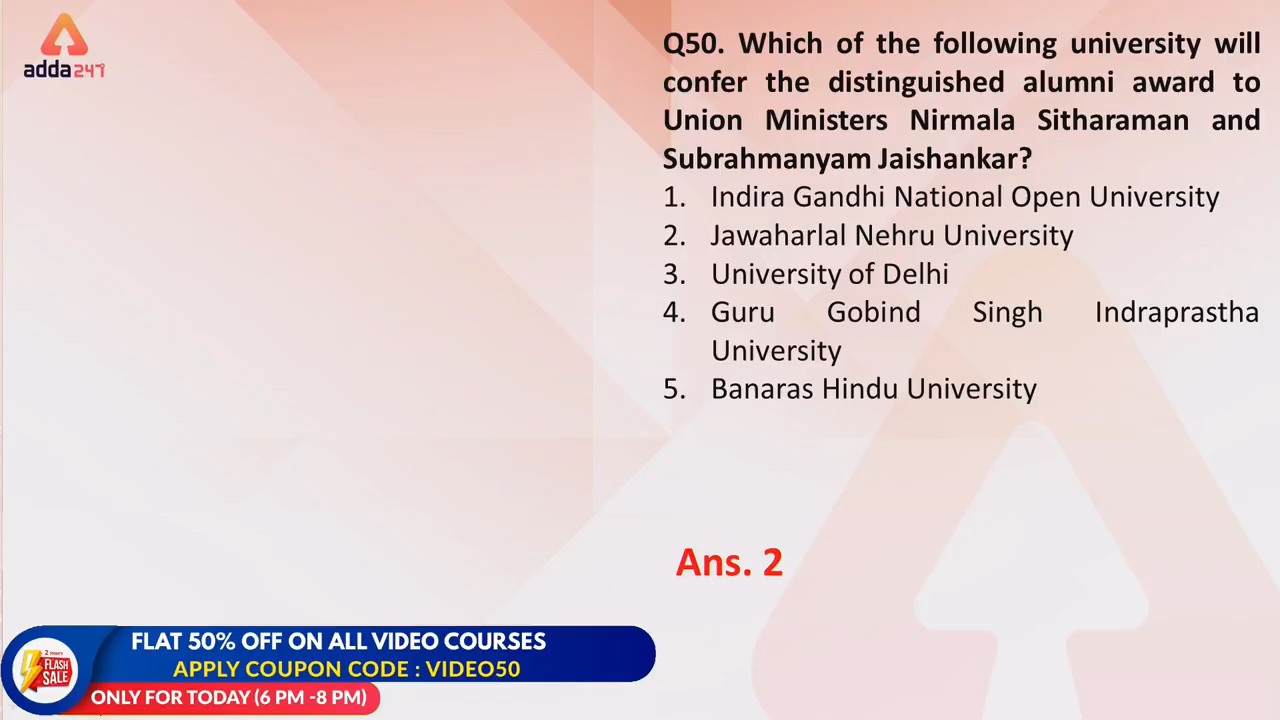 adda247
Q50. Which of the following university will
confer the distinguished alumni award to
Union Ministers Nirmala Sitharaman and
Subrahmanyam Jaishankar?
1. Indira Gandhi National Open University
2. Jawaharlal Nehru University
3. University of Delhi
4. Guru Gobind Singh Indraprastha
University
5. Banaras Hindu University
Ans. 2
FLAT 50% OFF ON ALL VIDEO COURSES
APPLY COUPON CODE : VIDEO50
2 Hours
FLASH
SALE
ONLY FOR TODAY (6 PM -8 PM)